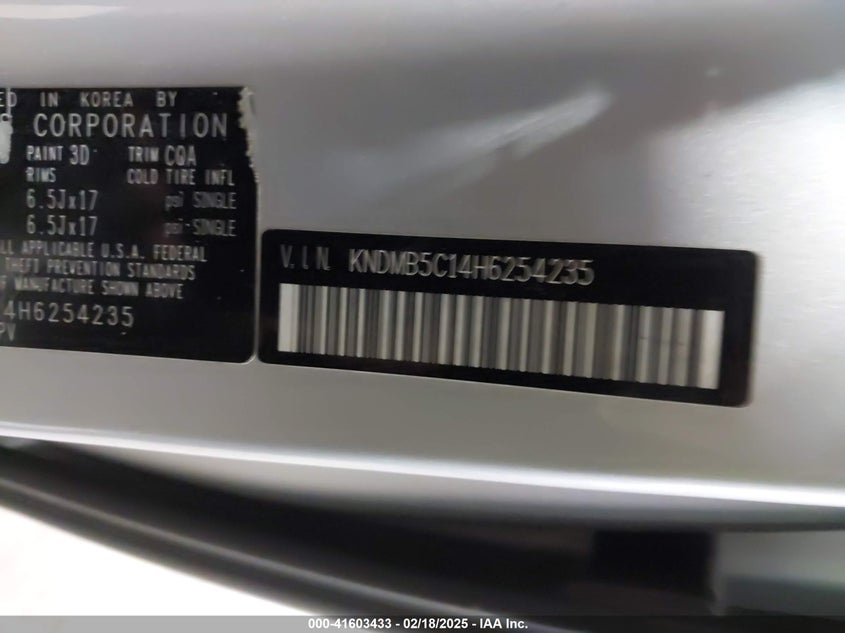 ED IN KOREA BY
CORPORATION
PAINT 3D TRIM CQA
RIMS COLD TIRE INFL
6.5Jx17 psi SINGLE
6.5Jx17 psi SINGLE
ALL APPLICABLE U.S.A. FEDERAL
THEFT PREVENTION STANDARDS
OF MANUFACTURE SHOWN ABOVE
4H6254235
PV
V.I.N. KNDMB5C14H6254235
000-41603433 - 02/18/2025 - IAA Inc.